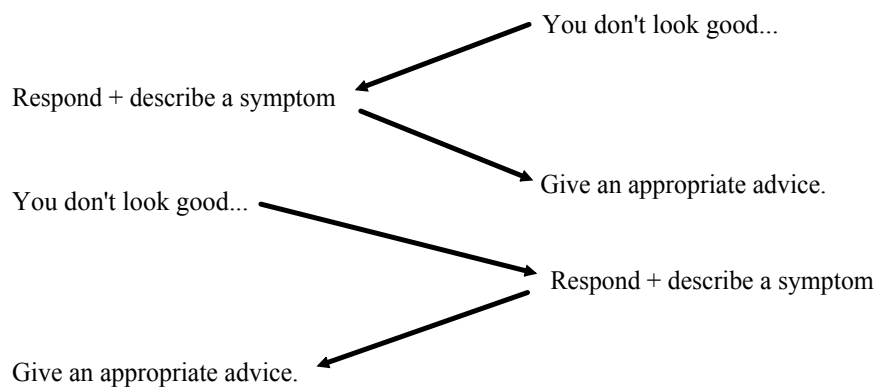 You don't look good...
Respond + describe a symptom
Give an appropriate advice.
You don't look good...
Respond + describe a symptom
Give an appropriate advice.